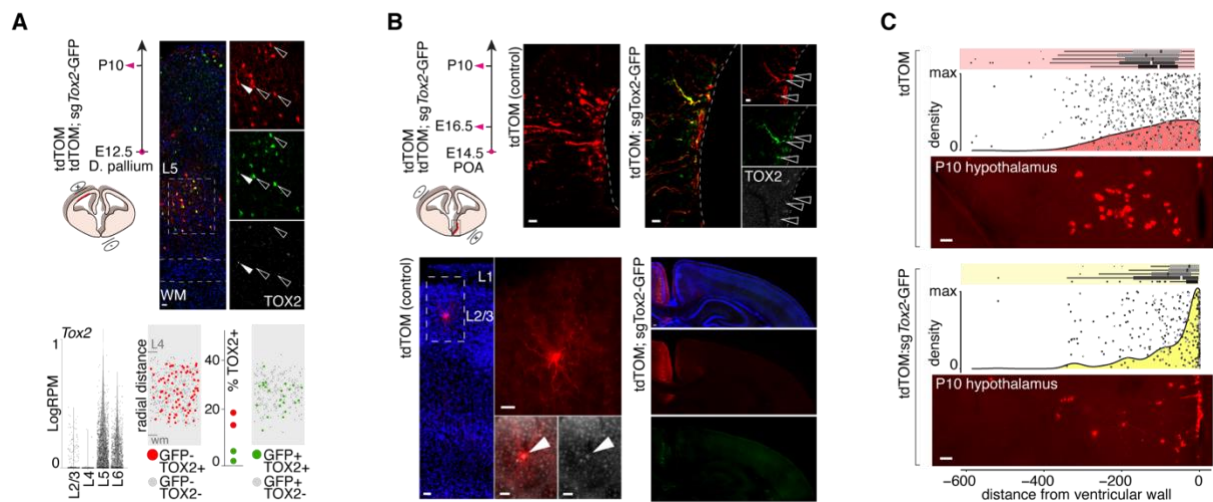 A
tdTOM
tdTOM; sgTox2-GFP
P10
E12.5
D. pallium
L5
WM
TOX2
Tox2
LogRPM
1
0
L2/3
L4
L5
L6
radial distance
L4
wm
% TOX2+
40
20
0
GFP-
TOX2+
GFP-
TOX2-
GFP+
TOX2+
GFP+
TOX2-
B
tdTOM
tdTOM; sgTox2-GFP
P10
E16.5
E14.5
POA
tdTOM (control)
tdTOM; sgTox2-GFP
TOX2
tdTOM (control)
L1
L2/3
tdTOM; sgTox2-GFP
C
tdTOM
−600
−400
−200
0
max
density
0
P10 hypothalamus
tdTOM:sgTox2-GFP
max
density
0
P10 hypothalamus
−600
−400
−200
0
distance from ventricular wall